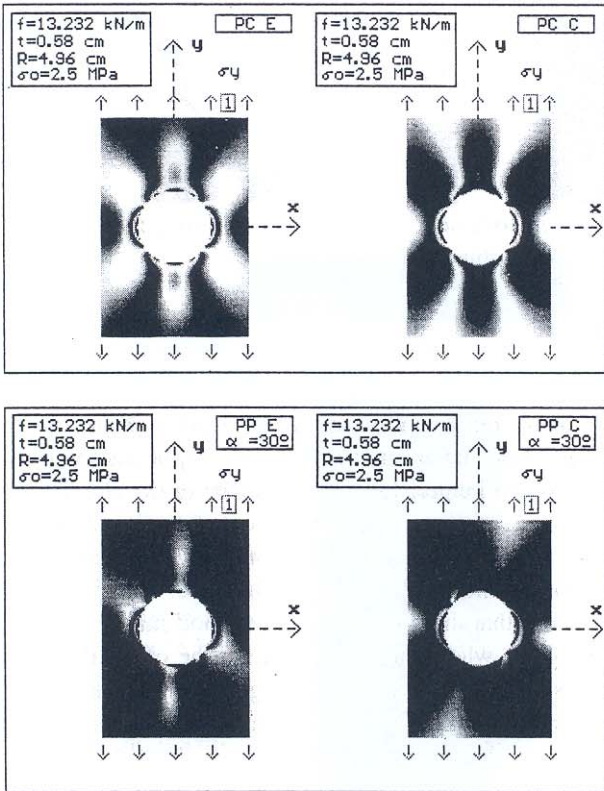 f=13.232 kN/m
t=0.58 cm
R=4.96 cm
σo=2.5 MPa
PC E
y
σy
1
x
f=13.232 kN/m
t=0.58 cm
R=4.96 cm
σo=2.5 MPa
PC C
y
σy
1
x
f=13.232 kN/m
t=0.58 cm
R=4.96 cm
σo=2.5 MPa
PP E
α =30º
y
σy
1
x
f=13.232 kN/m
t=0.58 cm
R=4.96 cm
σo=2.5 MPa
PP C
α =30º
y
σy
1
x